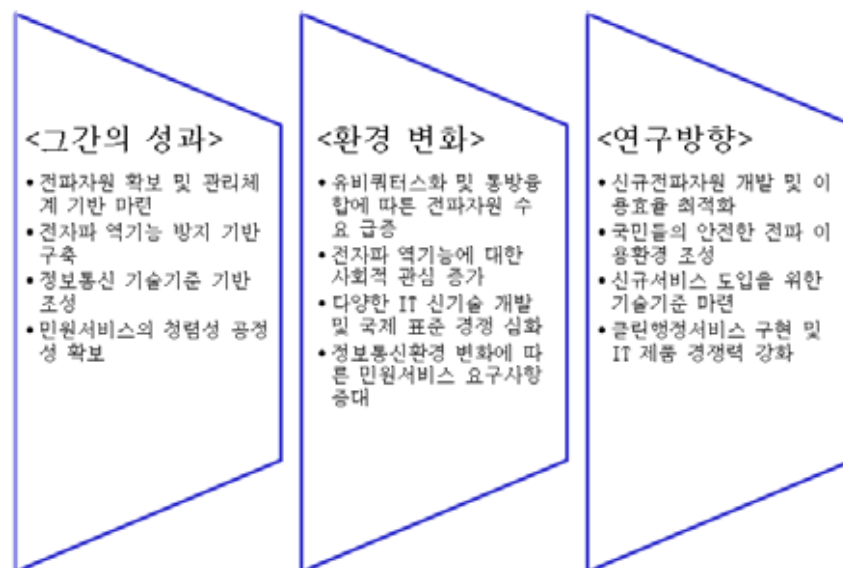 <그간의 성과>
• 전파자원 확보 및 관리체
계 기반 마련
• 전자파 역기능 방지 기반
구축
• 정보통신 기술기준 기반
조성
• 민원서비스의 청렴성 공정
성 확보
<환경 변화>
• 유비쿼터스화 및 통방융
합에 따른 전파자원 수
요 급증
• 전자파 역기능에 대한
사회적 관심 증가
• 다양한 IT 신기술 개발
및 국제 표준 경쟁 심화
• 정보통신환경 변화에 따
른 민원서비스 요구사항
증대
<연구방향>
• 신규전파자원 개발 및 이
용효율 최적화
• 국민들의 안전한 전파 이
용환경 조성
• 신규서비스 도입을 위한
기술기준 마련
• 클린행정서비스 구현 및
IT 제품 경쟁력 강화